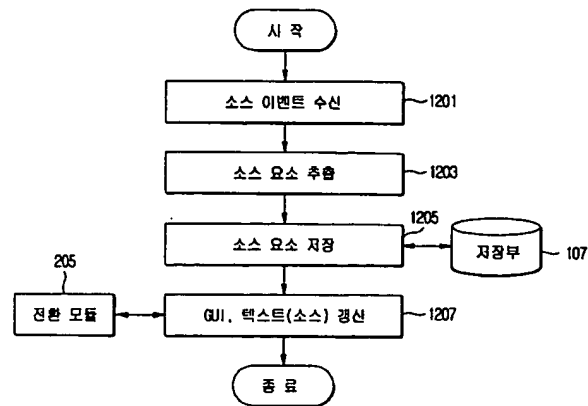 시 작
소스 이벤트 수신
1201
소스 요소 추출
1203
소스 요소 저장
1205
저장부
107
205
전환 모듈
GUI, 텍스트(소스) 갱신
1207
종 료